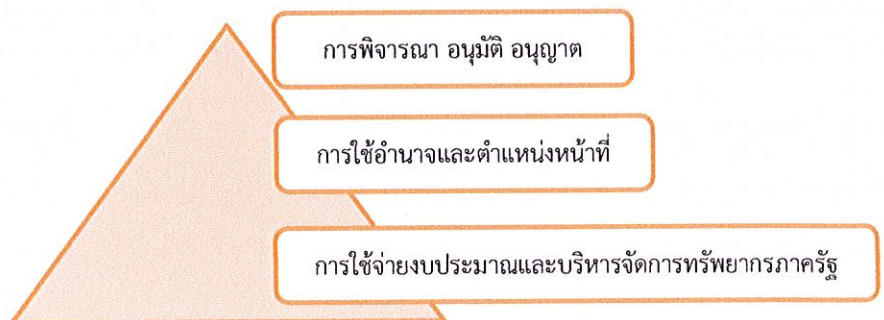 การพิจารณา อนุมัติ อนุญาต
การใช้อำนาจและตำแหน่งหน้าที่
การใช้จ่ายงบประมาณและบริหารจัดการทรัพยากรภาครัฐ